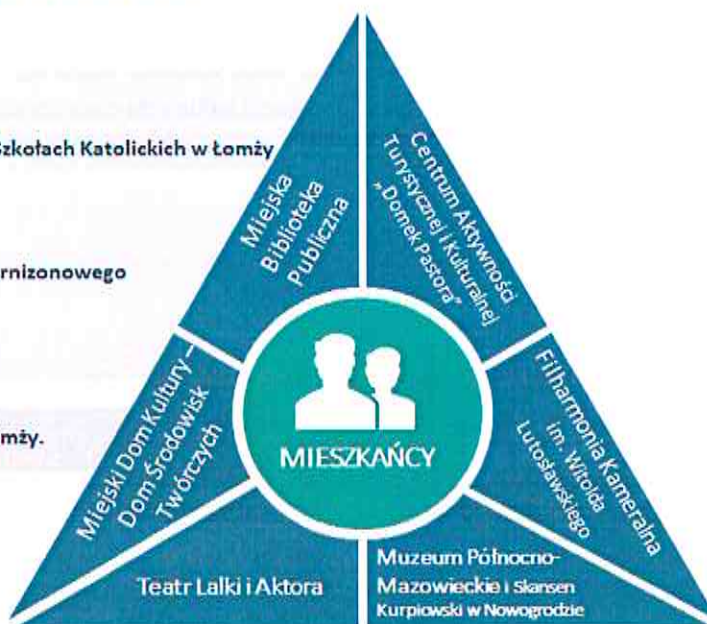 Szkołach Katolickich w Łomży
rnizonowego
mży.
Miejska
Biblioteka
Publiczna
Centrum Aktywności
Turystycznej i Kulturalnej
„Domek Pastora”
Miejski Dom Kultury –
Dom Środowisk
Twórczych
MIESZKAŃCY
Filharmonia Kameralna
im. Witolda
Lutosławskiego
Teatr Lalki i Aktora
Muzeum Północno-
Mazowieckie i Skansen
Kurpiowski w Nowogrodzie